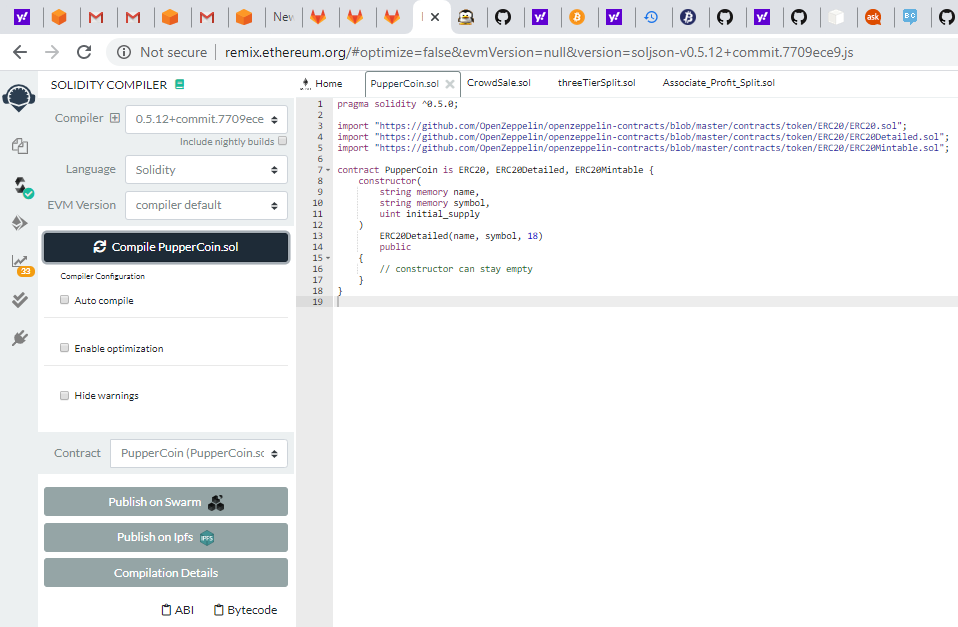 New
ask
BC
Not secure
remix.ethereum.org/#optimize=false&evmVersion=null&version=soljson-v0.5.12+commit.7709ece9.js
SOLIDITY COMPILER
Home
PupperCoin.sol
CrowdSale.sol
threeTierSplit.sol
Associate_Profit_Split.sol
Compiler
0.5.12+commit.7709ece
Include nightly builds
Language
Solidity
EVM Version
compiler default
Compile PupperCoin.sol
Compiler Configuration
Auto compile
Enable optimization
Hide warnings
33
Contract
PupperCoin (PupperCoin.sc
Publish on Swarm
Publish on Ipfs
IPFS
Compilation Details
ABI
Bytecode
1 pragma solidity ^0.5.0;
2
3 import "https://github.com/OpenZeppelin/openzeppelin-contracts/blob/master/contracts/token/ERC20/ERC20.sol";
4 import "https://github.com/OpenZeppelin/openzeppelin-contracts/blob/master/contracts/token/ERC20/ERC20Detailed.sol";
5 import "https://github.com/OpenZeppelin/openzeppelin-contracts/blob/master/contracts/token/ERC20/ERC20Mintable.sol";
6
7 contract PupperCoin is ERC20, ERC20Detailed, ERC20Mintable {
8 constructor(
9 string memory name,
10 string memory symbol,
11 uint initial_supply
12 )
13 ERC20Detailed(name, symbol, 18)
14 public
15 {
16 // constructor can stay empty
17 }
18 }
19